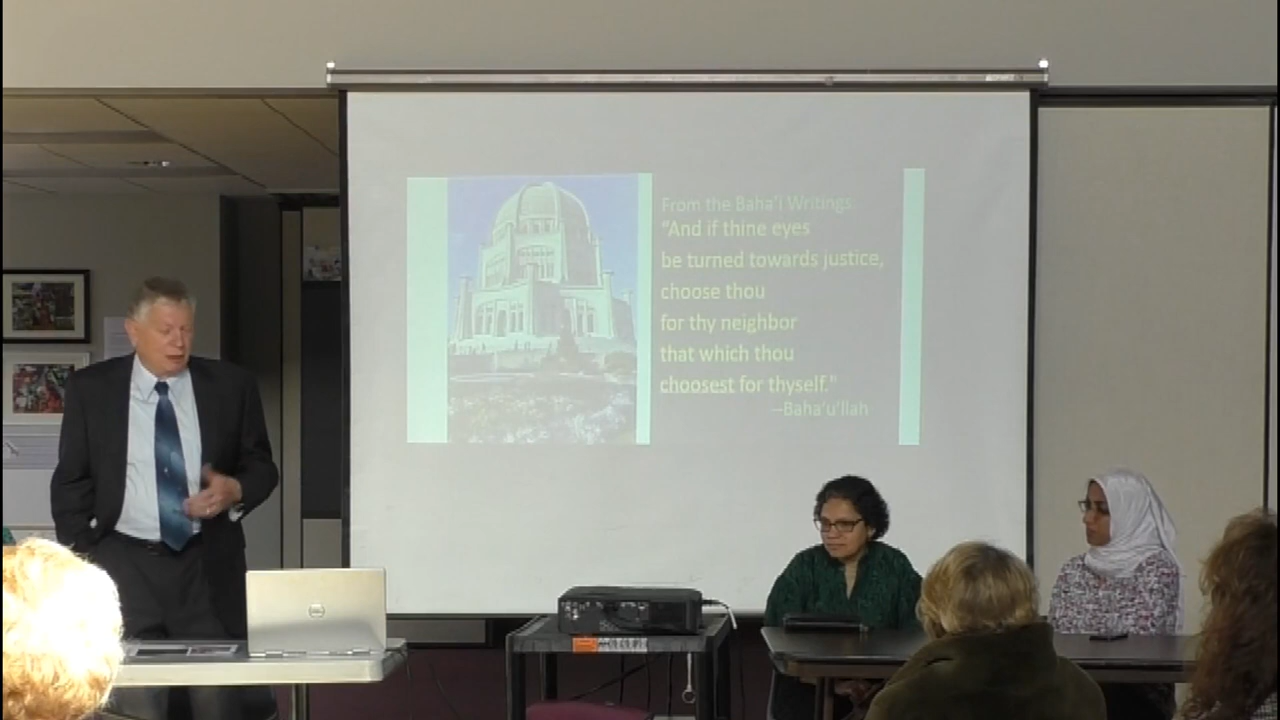 From the Baha'i Writings
"And if thine eyes
be turned towards justice,
choose thou
for thy neighbor
that which thou
choosest for thyself."
–Baha'u'llah
DELL